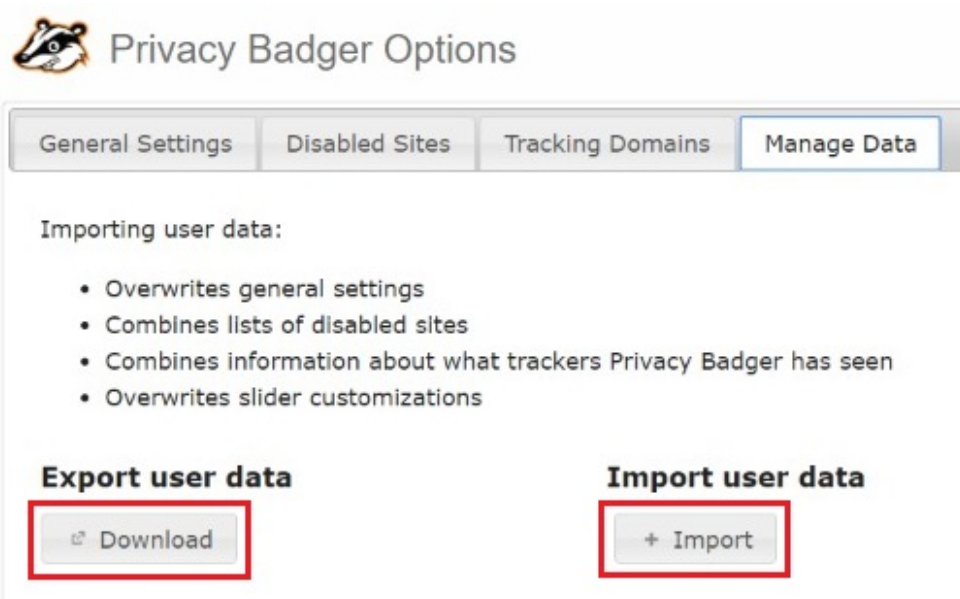 Privacy Badger Options
General Settings Disabled Sites Tracking Domains Manage Data
Importing user data:
• Overwrites general settings
• Combines lists of disabled sites
• Combines information about what trackers Privacy Badger has seen
• Overwrites slider customizations
Export user data Import user data
Download + Import